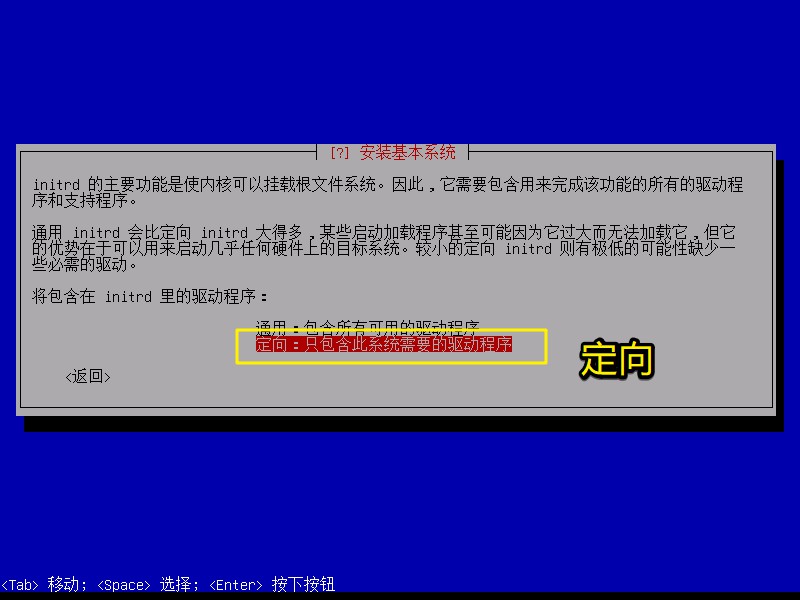 [?] 安装基本系统
initrd 的主要功能是使内核可以挂载根文件系统。因此，它需要包含用来完成该功能的所有的驱动程
序和支持程序。
通用 initrd 会比定向 initrd 大得多，某些启动加载程序甚至可能因为它过大而无法加载它，但它
的优势在于可以用来启动几乎任何硬件上的目标系统。较小的定向 initrd 则有极低的可能性缺少一
些必需的驱动。
将包含在 initrd 里的驱动程序：
通用：包含所有可用的驱动程序
定向：只包含此系统需要的驱动程序
定向
<返回>
<Tab> 移动; <Space> 选择; <Enter> 按下按钮